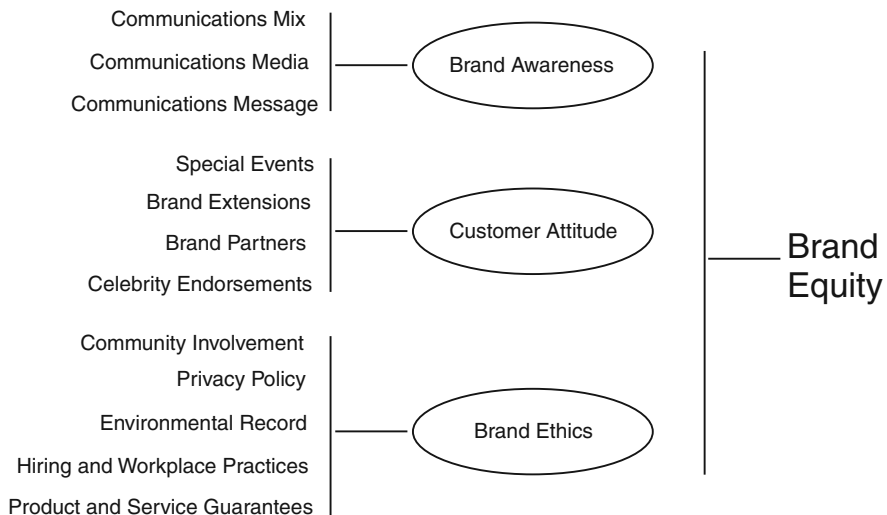 Communications Mix
Communications Media
Communications Message
Brand Awareness
Special Events
Brand Extensions
Brand Partners
Celebrity Endorsements
Customer Attitude
Community Involvement
Privacy Policy
Environmental Record
Hiring and Workplace Practices
Product and Service Guarantees
Brand Ethics
Brand
Equity